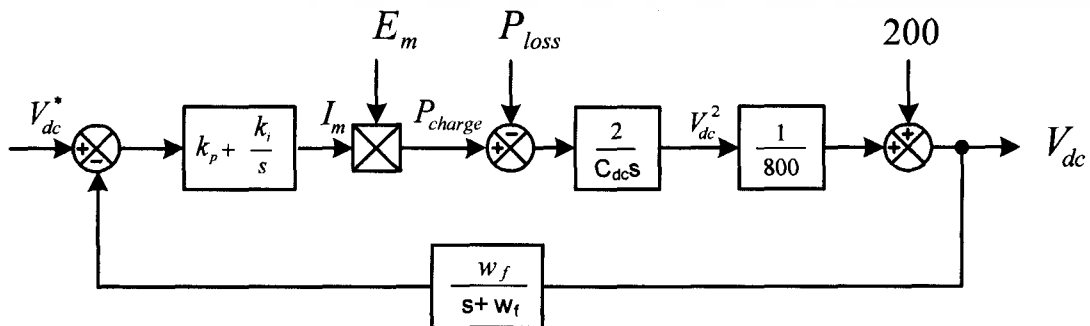 E_m P_loss 200
V_dc^* + - k_p + k_i/s I_m P_charge + - 2/C_dc s V_dc^2 1/800 + + V_dc
w_f/s + w_f